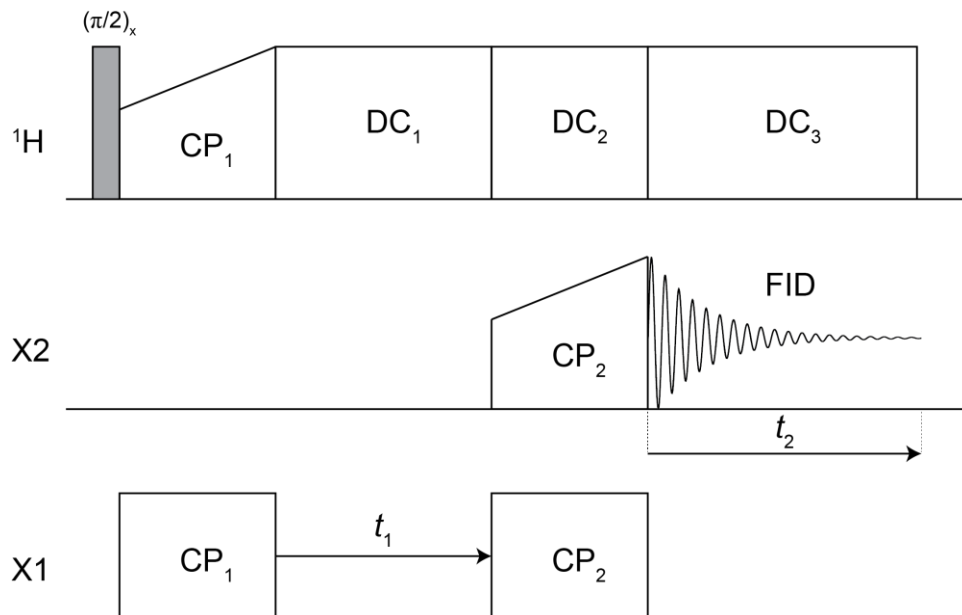 (π/2)ₓ
¹H
CP₁
DC₁
DC₂
DC₃
X2
CP₂
FID
t₂
X1
CP₁
t₁
CP₂